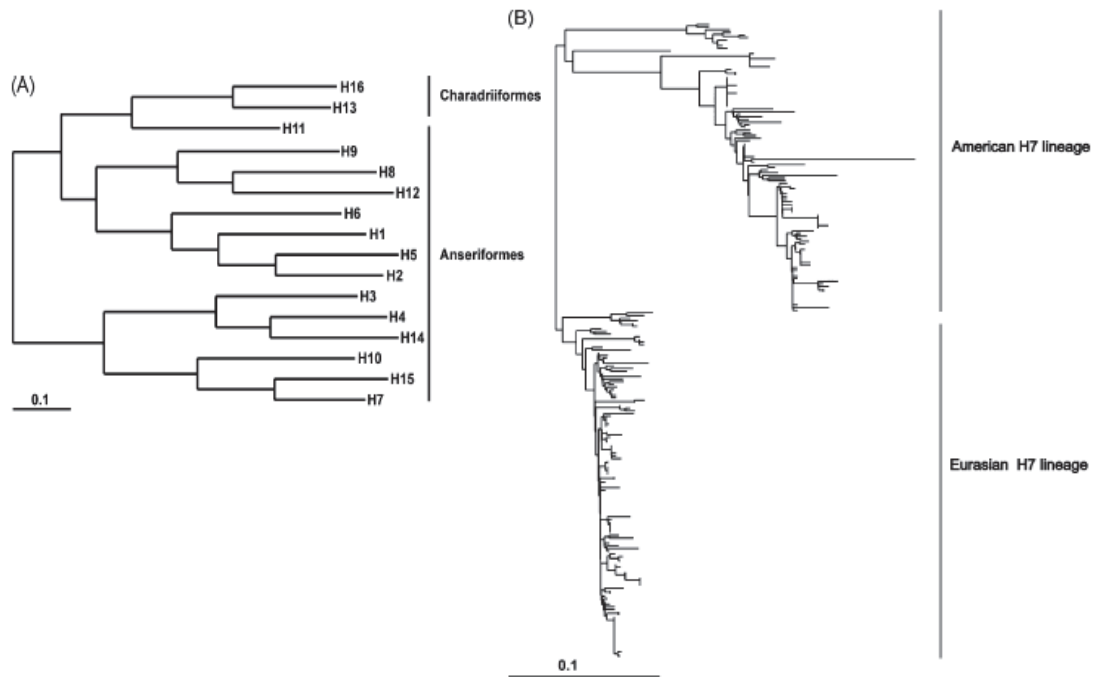 (A)
H16
H13
H11
H9
H8
H12
H6
H1
H5
H2
H3
H4
H14
H10
H15
H7
Charadriiformes
Anseriformes
0.1
(B)
American H7 lineage
Eurasian H7 lineage
0.1